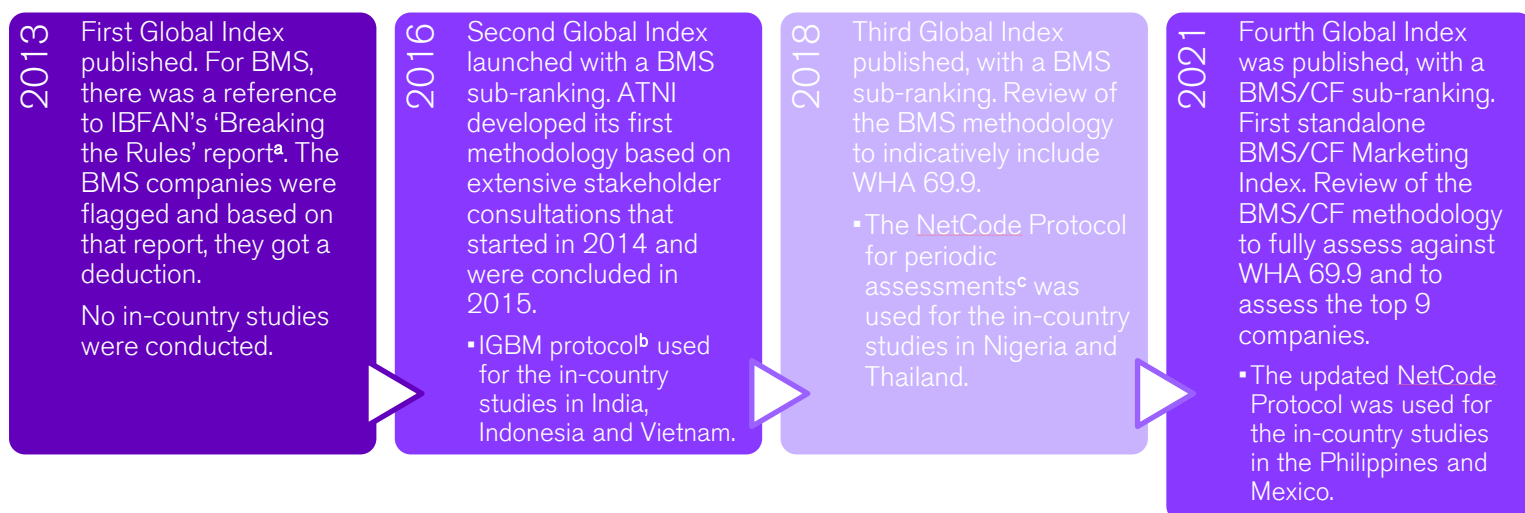 2013
First Global Index
published. For BMS,
there was a reference
to IBFAN's 'Breaking
the Rules' reportᵃ. The
BMS companies were
flagged and based on
that report, they got a
deduction.
No in-country studies
were conducted.
2016
Second Global Index
launched with a BMS
sub-ranking. ATNI
developed its first
methodology based on
extensive stakeholder
consultations that
started in 2014 and
were concluded in
2015.
▪IGBM protocolᵇ used
for the in-country
studies in India,
Indonesia and Vietnam.
2018
Third Global Index
published, with a BMS
sub-ranking. Review of
the BMS methodology
to indicatively include
WHA 69.9.
▪The NetCode Protocol
for periodic
assessmentsᶜ was
used for the in-country
studies in Nigeria and
Thailand.
2021
Fourth Global Index
was published, with a
BMS/CF sub-ranking.
First standalone
BMS/CF Marketing
Index. Review of the
BMS/CF methodology
to fully assess against
WHA 69.9 and to
assess the top 9
companies.
▪The updated NetCode
Protocol was used for
the in-country studies
in the Philippines and
Mexico.